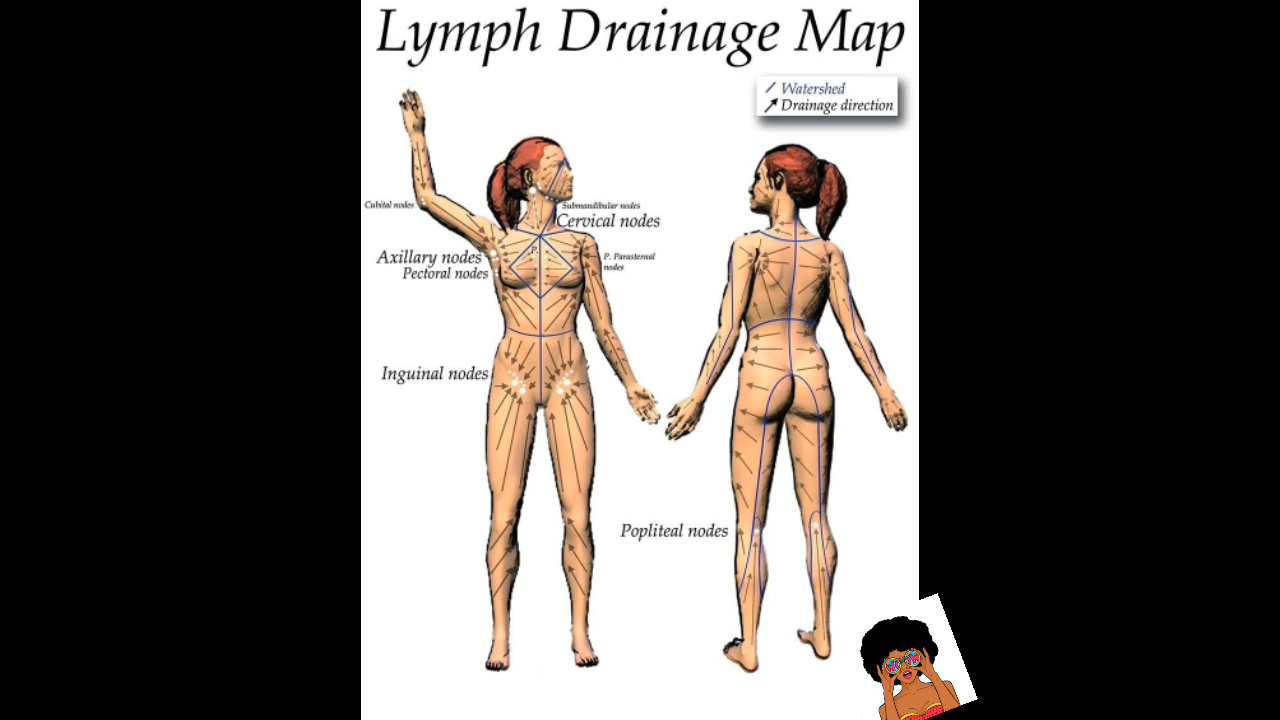 Lymph Drainage Map
Watershed
Drainage direction
Cubital nodes
Submandibular nodes
Cervical nodes
Axillary nodes
Pectoral nodes
P.
P. Parasternal
nodes
Inguinal nodes
Popliteal nodes